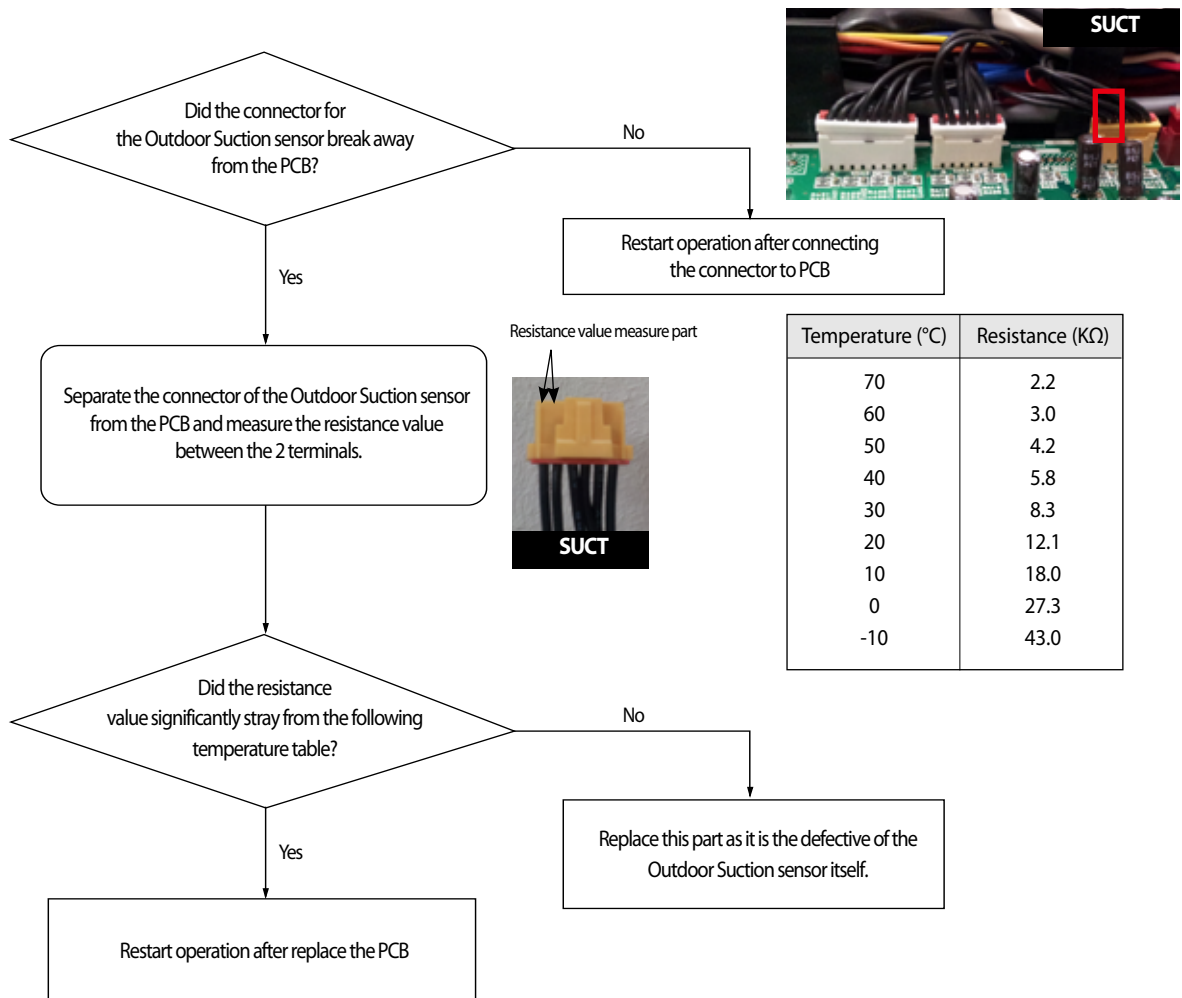 SUCT
Did the connector for
the Outdoor Suction sensor break away
from the PCB?
No
Restart operation after connecting
the connector to PCB
Yes
Resistance value measure part
SUCT
Separate the connector of the Outdoor Suction sensor
from the PCB and measure the resistance value
between the 2 terminals.
Temperature (°C) Resistance (KΩ)
70 2.2
60 3.0
50 4.2
40 5.8
30 8.3
20 12.1
10 18.0
0 27.3
-10 43.0
Did the resistance
value significantly stray from the following
temperature table?
No
Replace this part as it is the defective of the
Outdoor Suction sensor itself.
Yes
Restart operation after replace the PCB